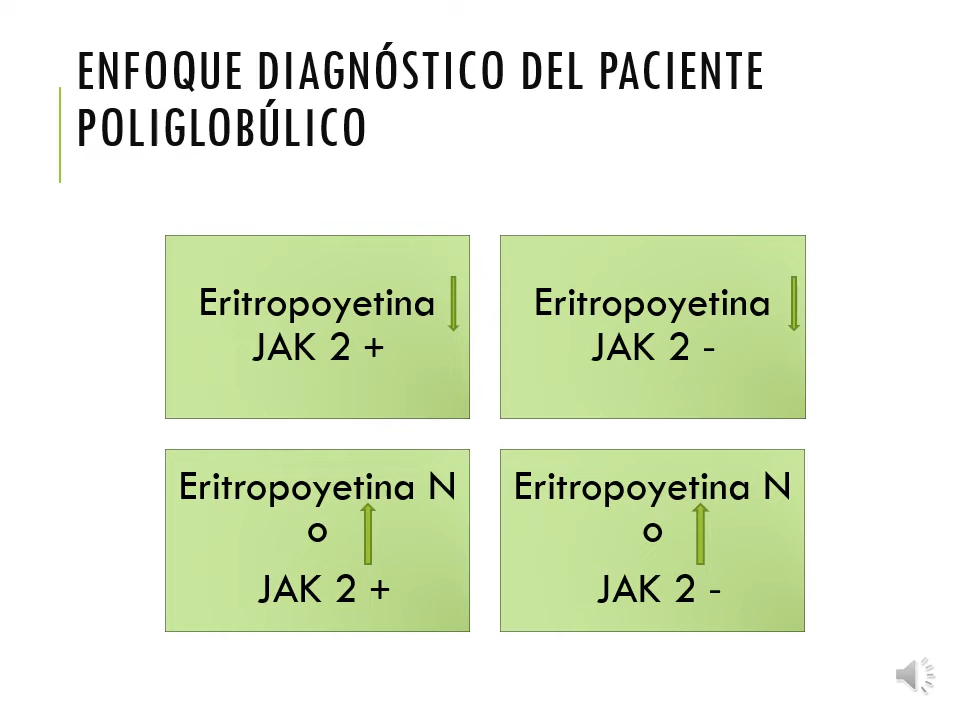 ENFOQUE DIAGNÓSTICO DEL PACIENTE
POLIGLOBÚLICO
Eritropoyetina
JAK 2 +
Eritropoyetina
JAK 2 -
Eritropoyetina N
o
JAK 2 +
Eritropoyetina N
o
JAK 2 -